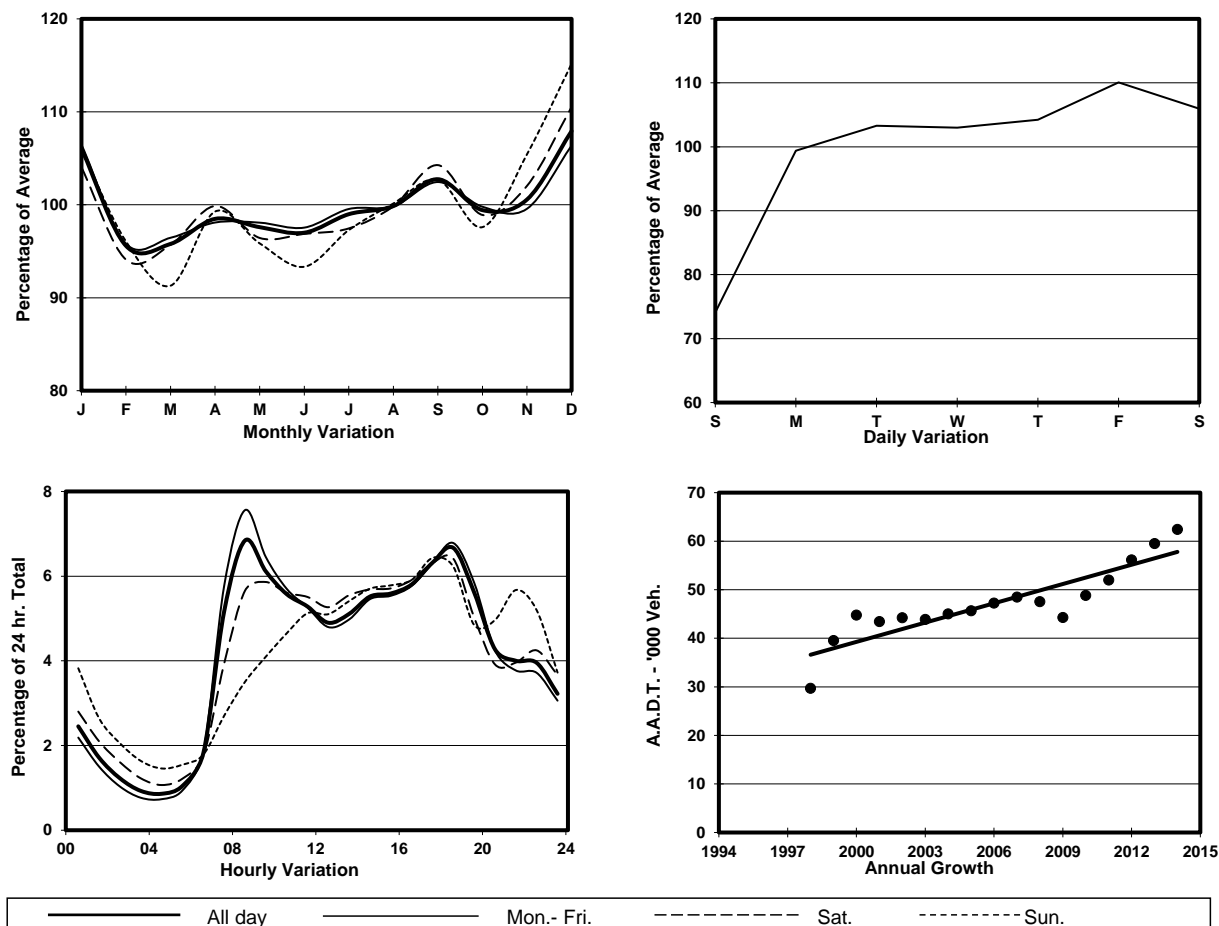 120
110
100
90
80
Percentage of Average
J F M A M J J A S O N D
Monthly Variation
120
110
100
90
80
70
60
Percentage of Average
S M T W T F S
Daily Variation
8
6
4
2
0
Percentage of 24 hr. Total
00 04 08 12 16 20 24
Hourly Variation
70
60
50
40
30
20
10
0
A.A.D.T. - '000 Veh.
1994 1997 2000 2003 2006 2009 2012 2015
Annual Growth
All day Mon.- Fri. Sat. Sun.